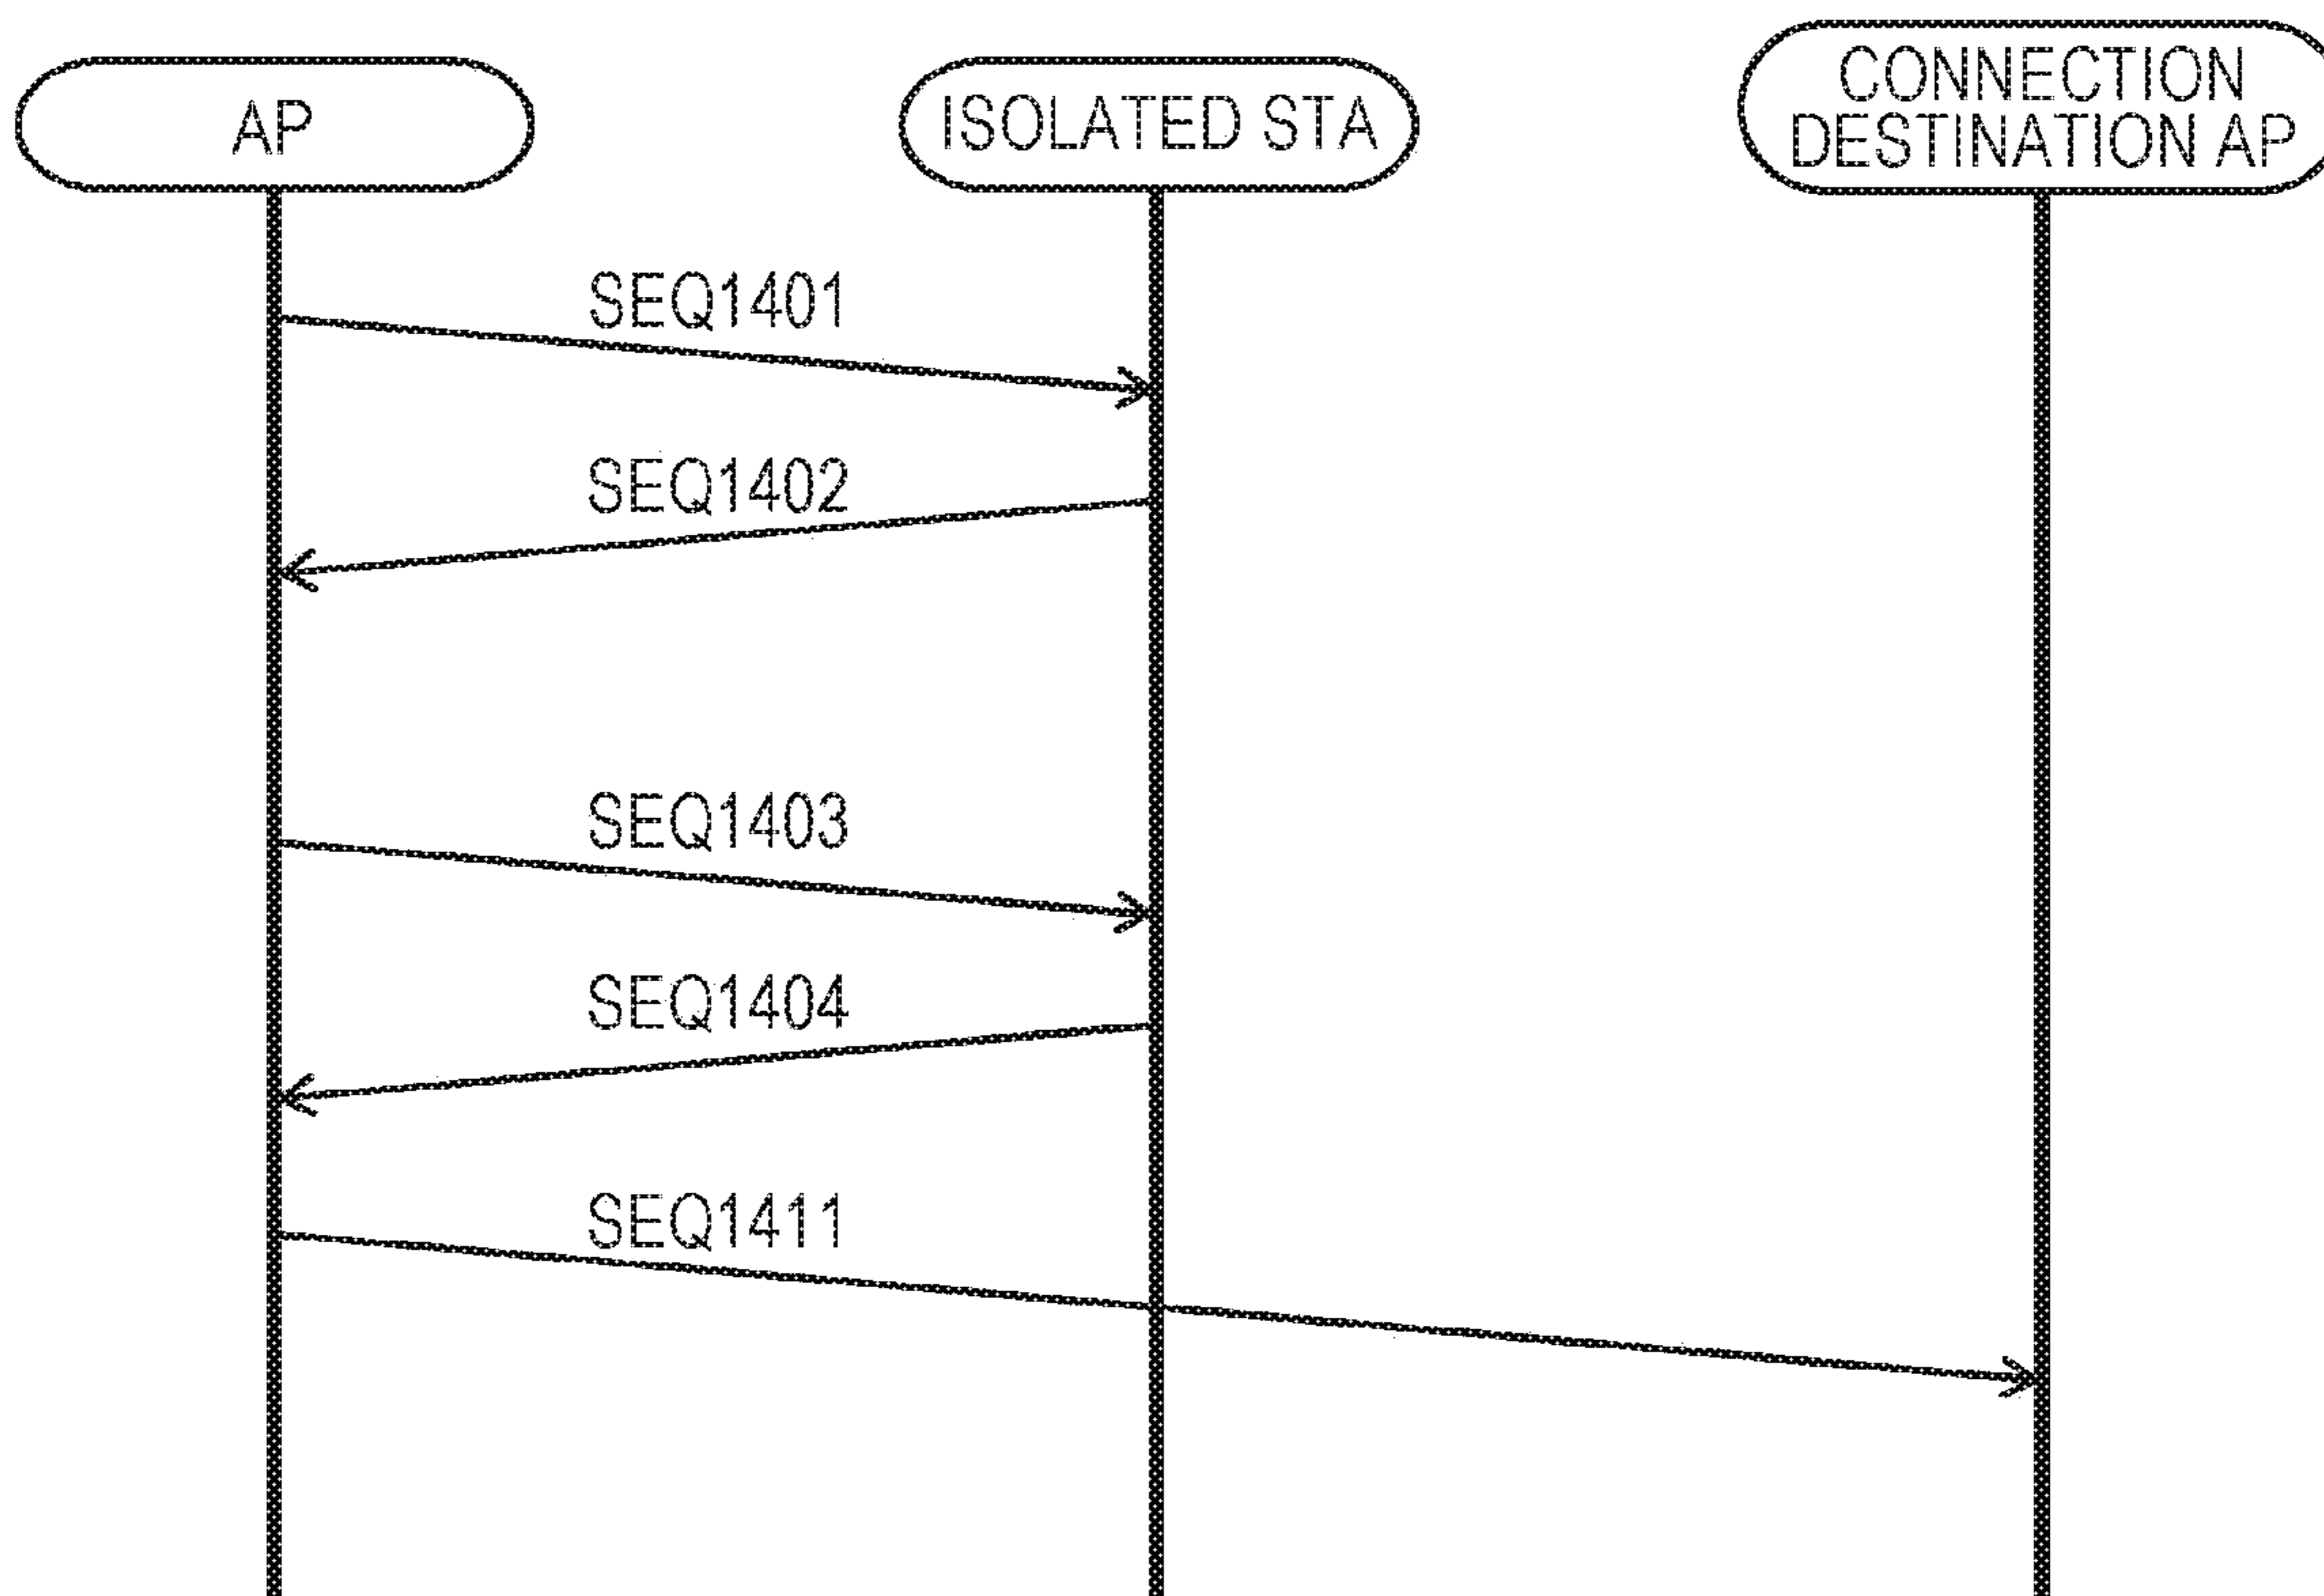 AP
ISOLATED STA
CONNECTION
DESTINATION AP
SEQ1401
SEQ1402
SEQ1403
SEQ1404
SEQ1411